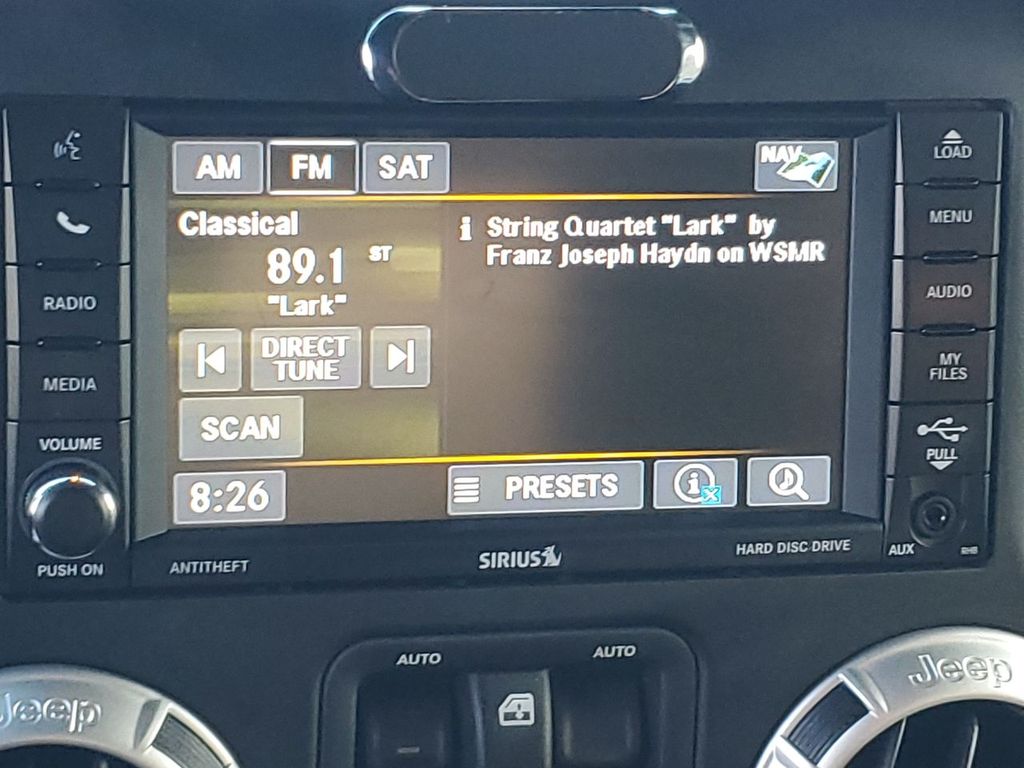 AM FM SAT NAV
Classical
89.1 ST
"Lark"
i String Quartet "Lark" by
Franz Joseph Haydn on WSMR
DIRECT
TUNE
SCAN
8:26
PRESETS
i
RADIO
MEDIA
VOLUME
PUSH ON
LOAD
MENU
AUDIO
MY
FILES
PULL
AUX
RHB
ANTITHEFT
SIRIUS
HARD DISC DRIVE
AUTO
AUTO
Jeep
Jeep